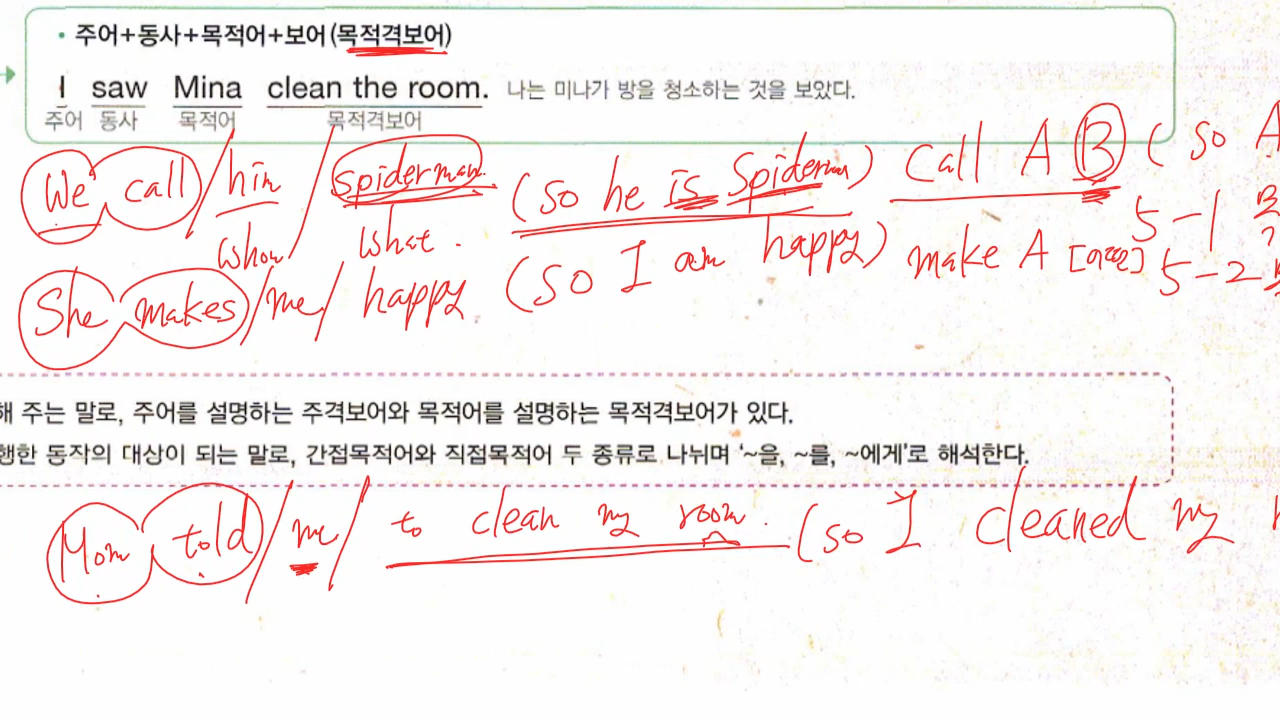 • 주어+동사+목적어+보어(목적격보어)
I saw Mina clean the room. 나는 미나가 방을 청소하는 것을 보았다.
주어 동사 목적어 목적격보어
We call / him / spiderman. (so he is spiderman) call A B (so A
whom what. 5-1
She makes / me / happy (so I am happy) make A 5-2
해 주는 말로, 주어를 설명하는 주격보어와 목적어를 설명하는 목적격보어가 있다.
행한 동작의 대상이 되는 말로, 간접목적어와 직접목적어 두 종류로 나뉘며 ‘~을, ~를, ~에게’로 해석한다.
Mom told / me / to clean my room. (so I cleaned my